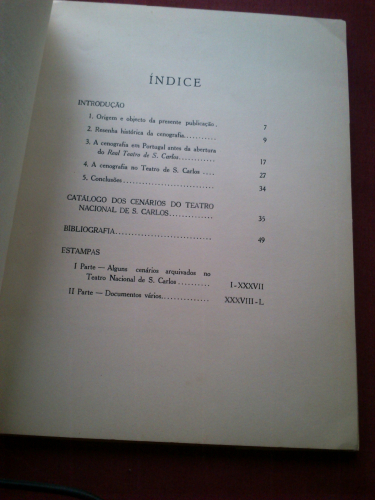 ÍNDICE
INTRODUÇÃO
1. Origem e objecto da presente publicação. 7
2. Resenha histórica da cenografia........... 9
3. A cenografia em Portugal antes da abertura
do Real Teatro de S. Carlos............. 17
4. A cenografia no Teatro de S. Carlos .... 27
5. Conclusões ........................ 34
CATÁLOGO DOS CENÁRIOS DO TEATRO
NACIONAL DE S. CARLOS.............. 35
BIBLIOGRAFIA........................ 49
ESTAMPAS
I Parte — Alguns cenários arquivados no
Teatro Nacional de S. Carlos .......... I-XXXVII
II Parte — Documentos vários............... XXXVIII-L